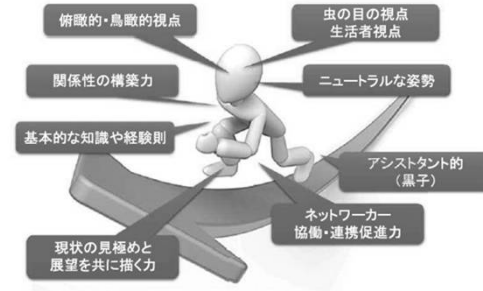 俯瞰的・鳥瞰的視点
虫の目の視点
生活者視点
関係性の構築力
ニュートラルな姿勢
基本的な知識や経験則
アシスタント的
（黒子）
ネットワーカー
協働・連携促進力
現状の見極めと
展望を共に描く力